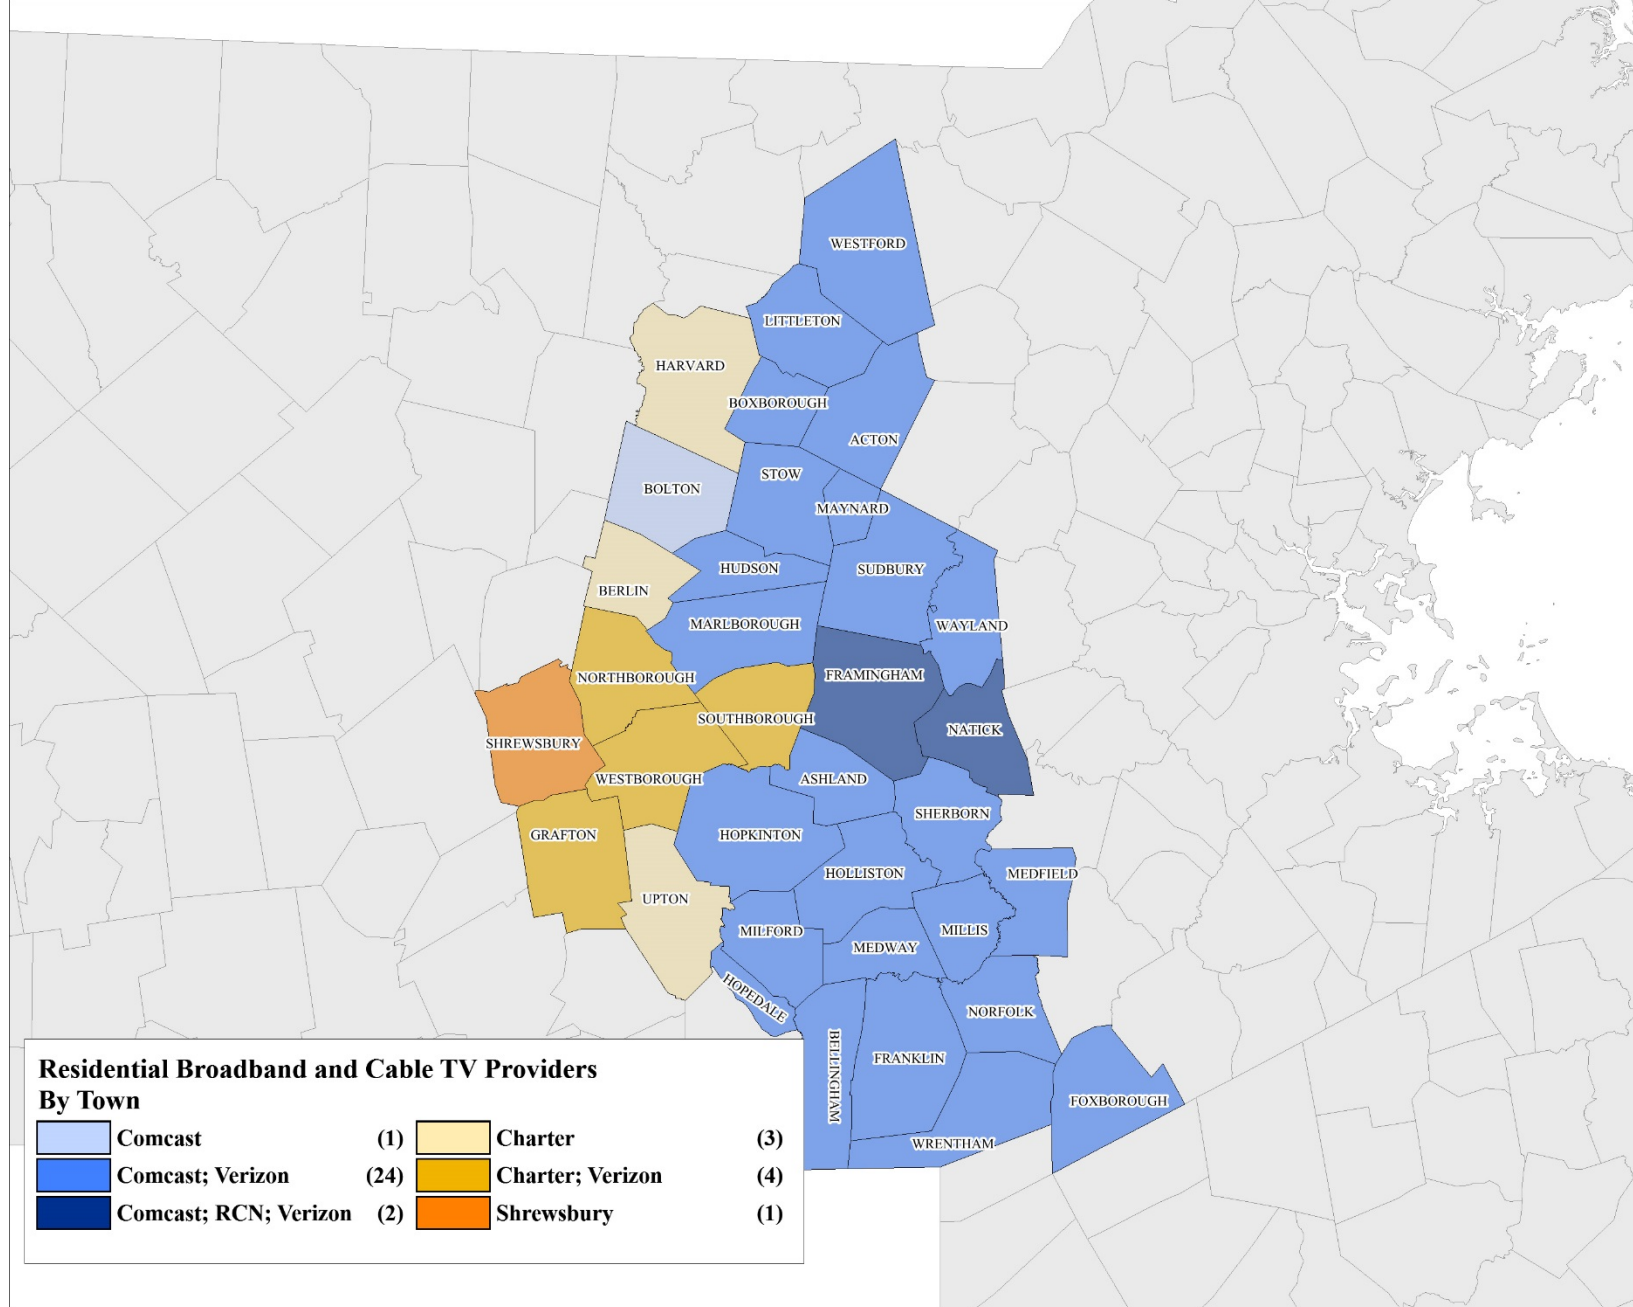 WESTFORD
LITTLETON
HARVARD
BOXBOROUGH
ACTON
STOW
BOLTON
MAYNARD
HUDSON
SUDBURY
BERLIN
MARLBOROUGH
WAYLAND
NORTHBOROUGH
FRAMINGHAM
SOUTHBOROUGH
NATICK
SHREWSBURY
WESTBOROUGH
ASHLAND
SHERBORN
GRAFTON
HOPKINTON
HOLLISTON
MEDFIELD
UPTON
MILFORD
MILLIS
MEDWAY
HOPEDALE
NORFOLK
BELLINGHAM
FRANKLIN
FOXBOROUGH
WRENTHAM
Residential Broadband and Cable TV Providers
By Town
Comcast (1)
Charter (3)
Comcast; Verizon (24)
Charter; Verizon (4)
Comcast; RCN; Verizon (2)
Shrewsbury (1)